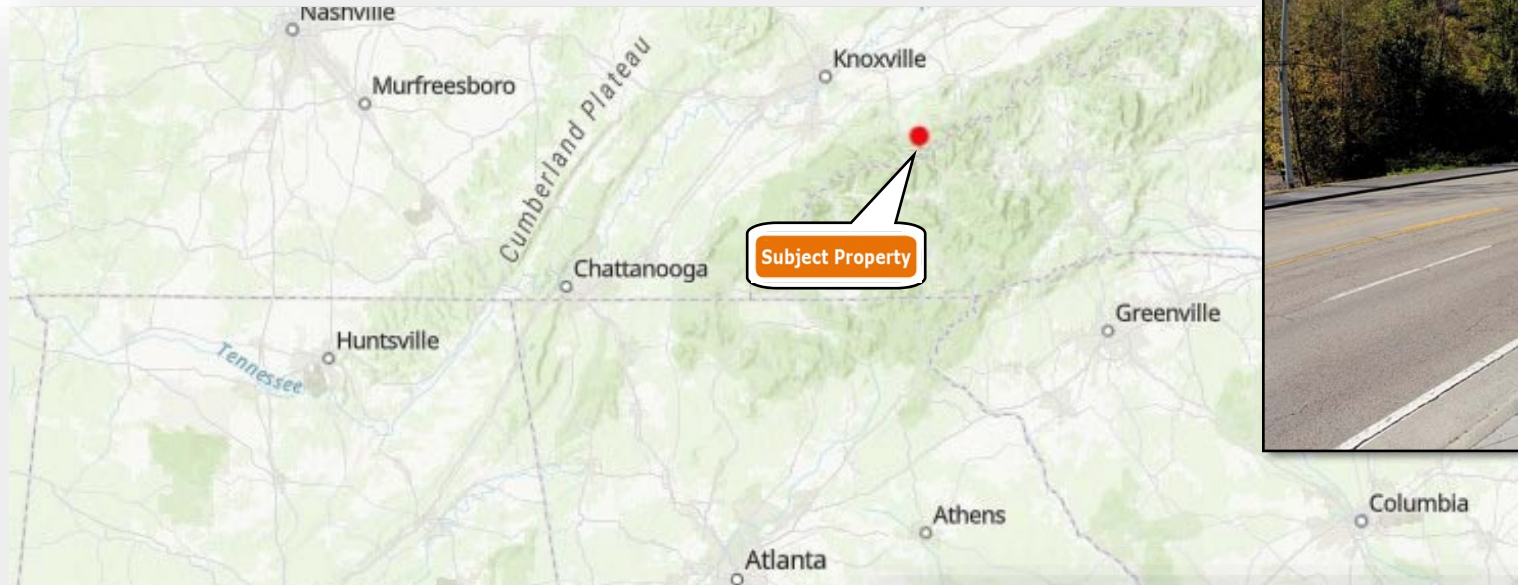 Nashville
Knoxville
Murfreesboro
Cumberland Plateau
Subject Property
Chattanooga
Greenville
Huntsville
Tennessee
Columbia
Athens
Atlanta